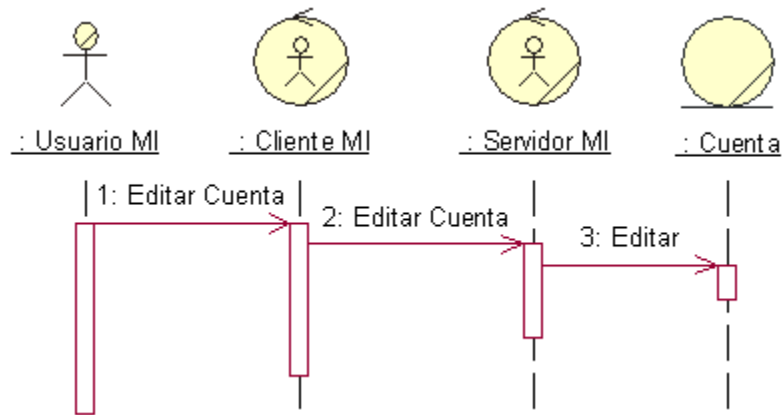 : Usuario MI
: Cliente MI
: Servidor MI
: Cuenta
1: Editar Cuenta
2: Editar Cuenta
3: Editar